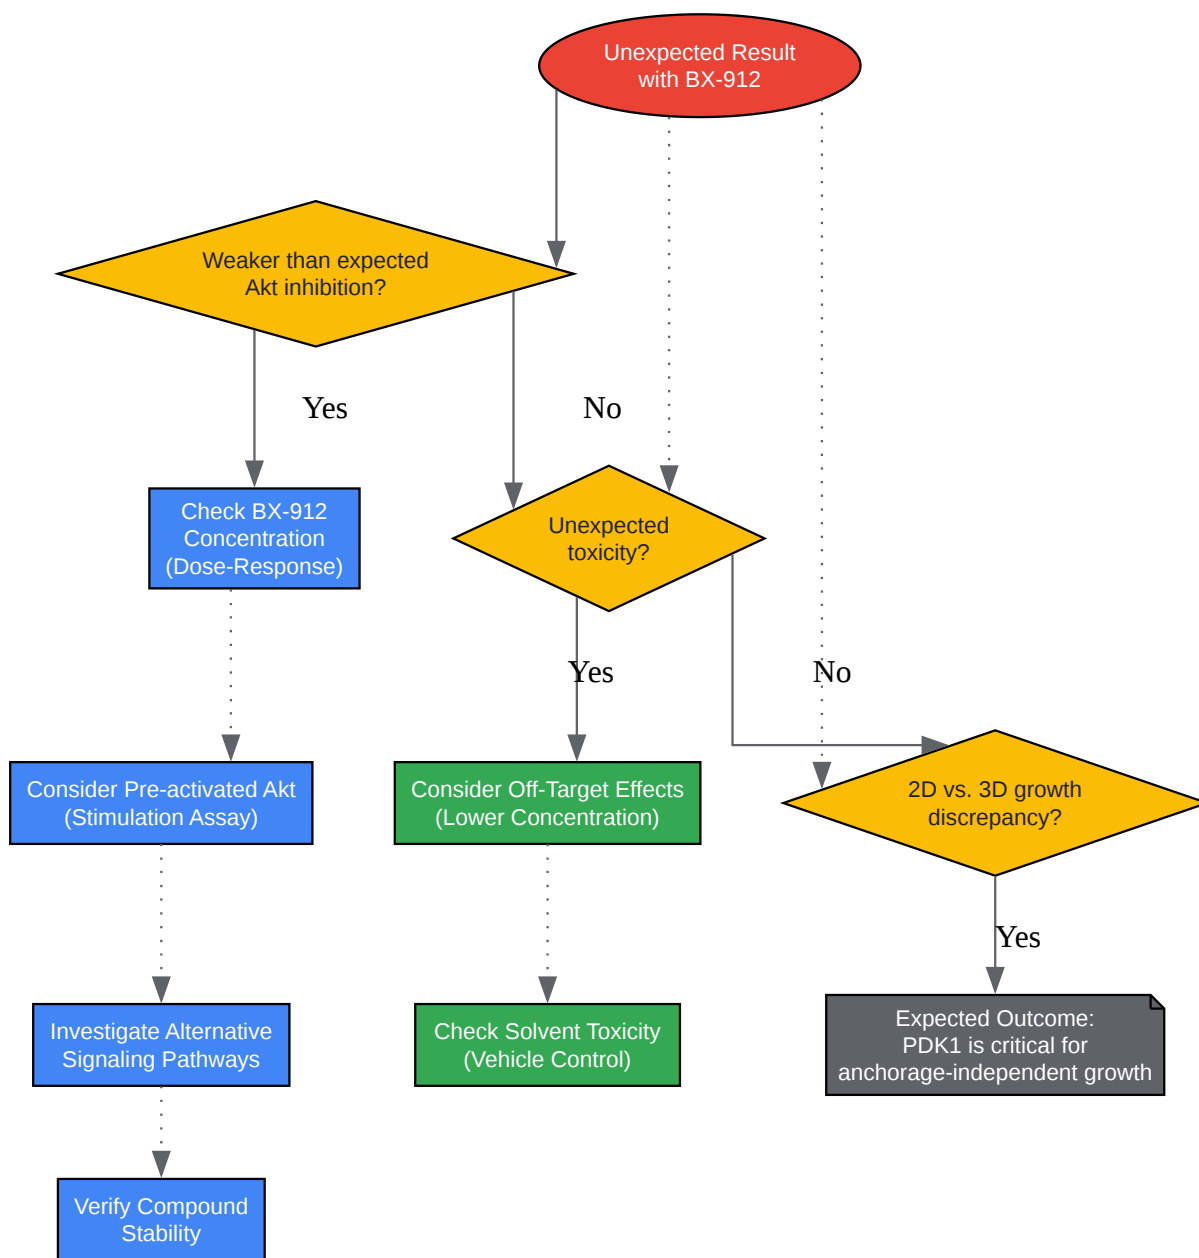 Unexpected Result
with BX-912
Weaker than expected
Akt inhibition?
Yes
No
Check BX-912
Concentration
(Dose-Response)
Unexpected
toxicity?
Yes
No
Consider Pre-activated Akt
(Stimulation Assay)
Consider Off-Target Effects
(Lower Concentration)
2D vs. 3D growth
discrepancy?
Yes
Investigate Alternative
Signaling Pathways
Check Solvent Toxicity
(Vehicle Control)
Expected Outcome:
PDK1 is critical for
anchorage-independent growth
Verify Compound
Stability